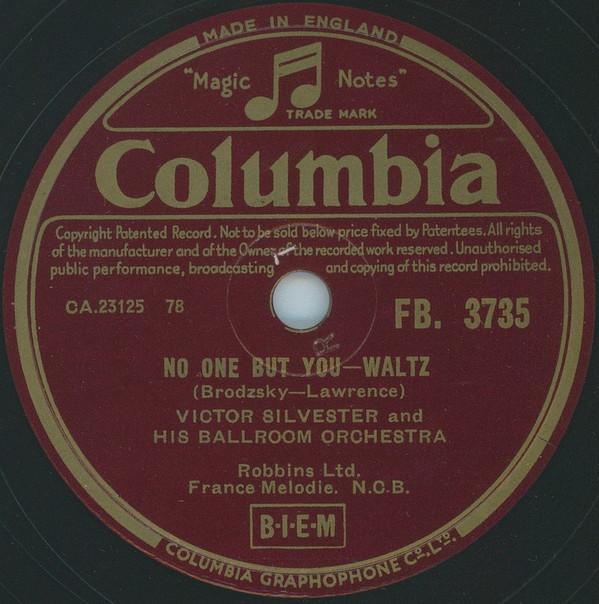 MADE IN ENGLAND
"Magic Notes"
TRADE MARK
Columbia
Copyright Patented Record. Not to be sold below price fixed by Patentees. All rights
of the manufacturer and of the Owner of the recorded work reserved. Unauthorised
public performance, broadcasting and copying of this record prohibited.
CA.23125 78
FB. 3735
NO ONE BUT YOU—WALTZ
(Brodzsky—Lawrence)
VICTOR SILVESTER and
HIS BALLROOM ORCHESTRA
Robbins Ltd.
France Melodie. N.C.B.
B·I·E·M
COLUMBIA GRAPHOPHONE Co. LTD.